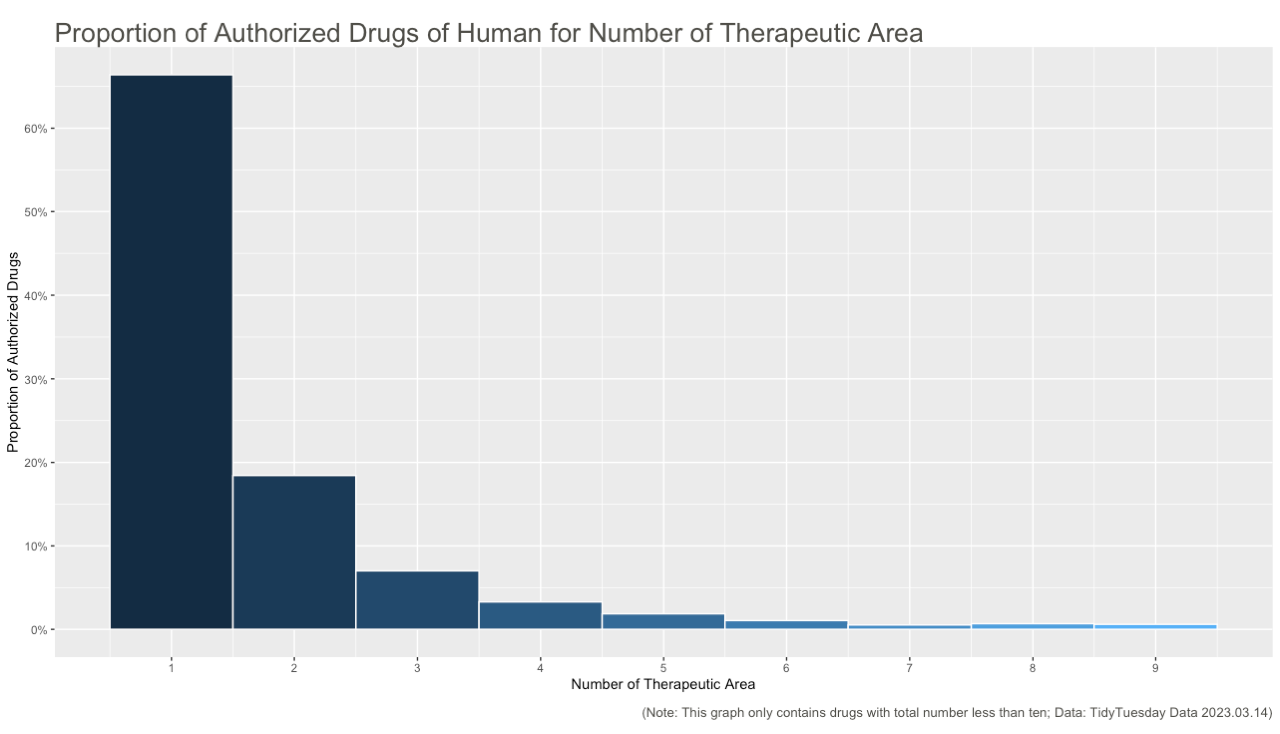 Proportion of Authorized Drugs of Human for Number of Therapeutic Area
Proportion of Authorized Drugs
60%
50%
40%
30%
20%
10%
0%
1 2 3 4 5 6 7 8 9
Number of Therapeutic Area
(Note: This graph only contains drugs with total number less than ten; Data: TidyTuesday Data 2023.03.14)